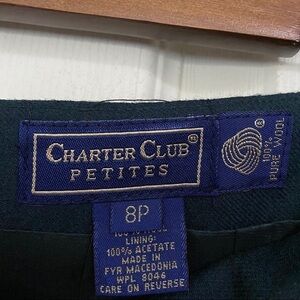 CHARTER CLUB®
PETITES
100%
PURE WOOL
8P
LINING:
100% ACETATE
MADE IN
FYR MACEDONIA
WPL 8046
CARE ON REVERSE